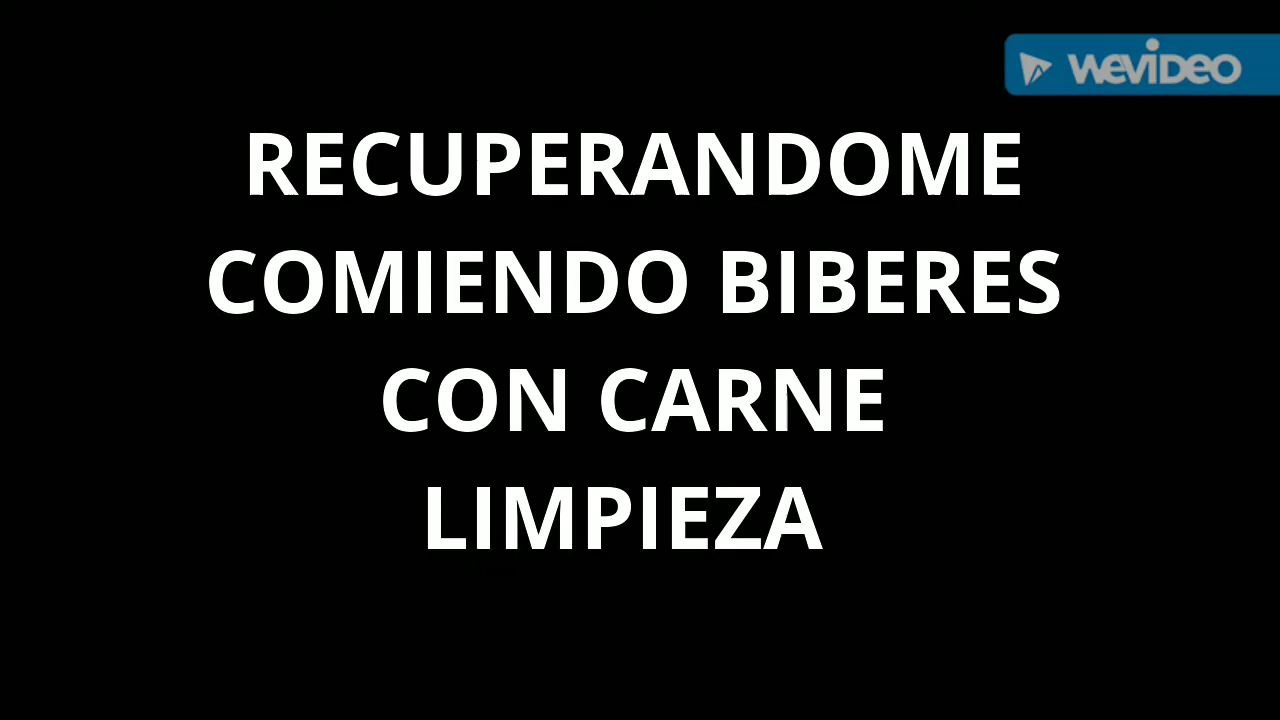 WEVIDEO
RECUPERANDOME
COMIENDO BIBERES
CON CARNE
LIMPIEZA